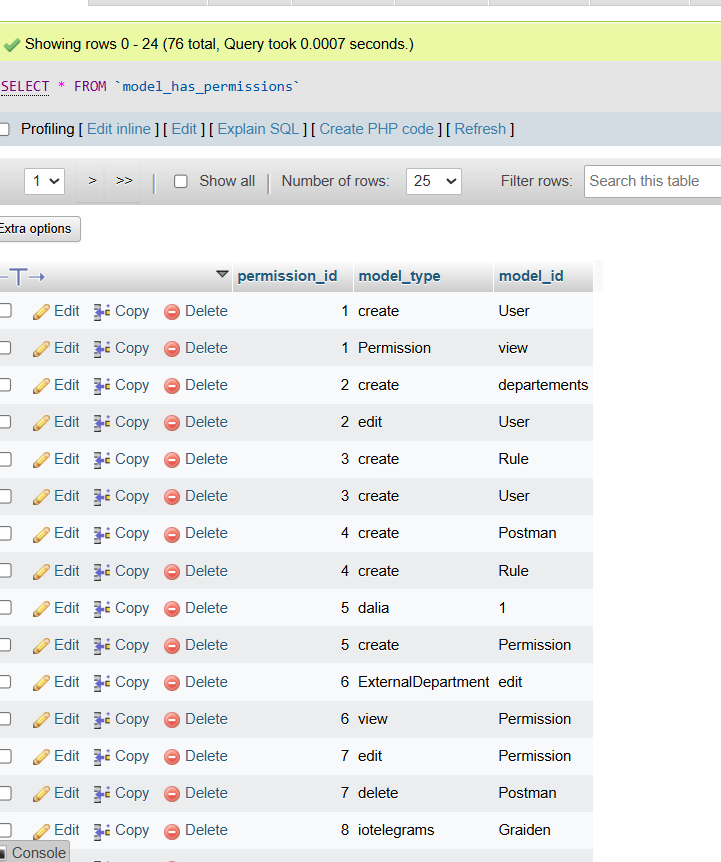 Showing rows 0 - 24 (76 total, Query took 0.0007 seconds.)
SELECT * FROM `model_has_permissions`
Profiling [ Edit inline ] [ Edit ] [ Explain SQL ] [ Create PHP code ] [ Refresh ]
1 > >> | Show all | Number of rows: 25 Filter rows: Search this table
Extra options
permission_id model_type model_id
Edit Copy Delete 1 create User
Edit Copy Delete 1 Permission view
Edit Copy Delete 2 create departements
Edit Copy Delete 2 edit User
Edit Copy Delete 3 create Rule
Edit Copy Delete 3 create User
Edit Copy Delete 4 create Postman
Edit Copy Delete 4 create Rule
Edit Copy Delete 5 dalia 1
Edit Copy Delete 5 create Permission
Edit Copy Delete 6 ExternalDepartment edit
Edit Copy Delete 6 view Permission
Edit Copy Delete 7 edit Permission
Edit Copy Delete 7 delete Postman
Edit Copy Delete 8 iotelegrams Graiden
Console